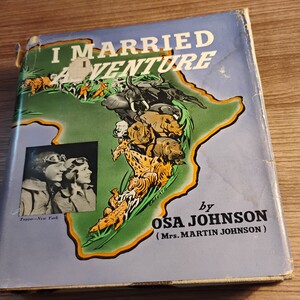 I MARRIED
ADVENTURE
by
OSA JOHNSON
(Mrs. MARTIN JOHNSON)